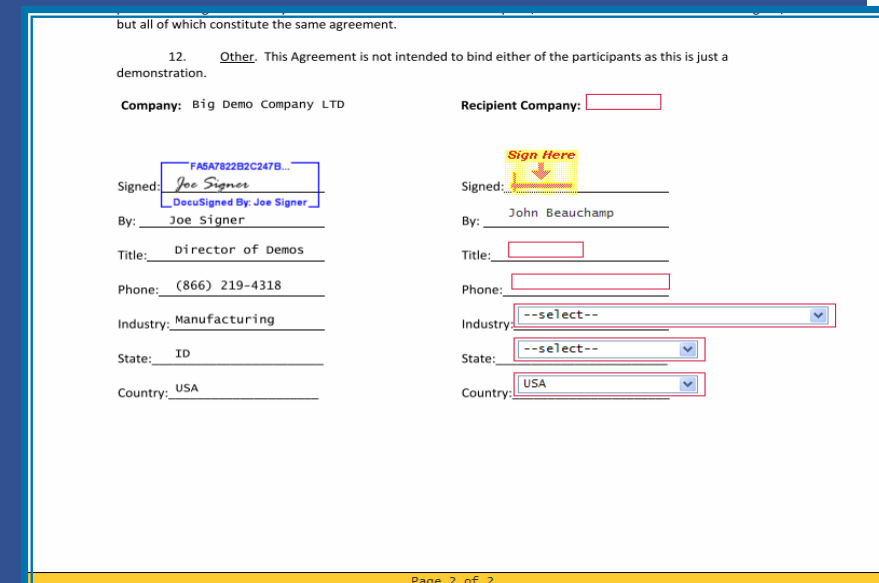 but all of which constitute the same agreement.
12. Other. This Agreement is not intended to bind either of the participants as this is just a
demonstration.
Company: Big Demo Company LTD
Recipient Company:
FA5A7822B2C247B...
Signed: Joe Signer
DocuSigned By: Joe Signer
By: Joe Signer
Title: Director of Demos
Phone: (866) 219-4318
Industry: Manufacturing
State: ID
Country: USA
Sign Here
Signed:
By: John Beauchamp
Title:
Phone:
Industry: --select--
State: --select--
Country: USA
Page 2 of 2